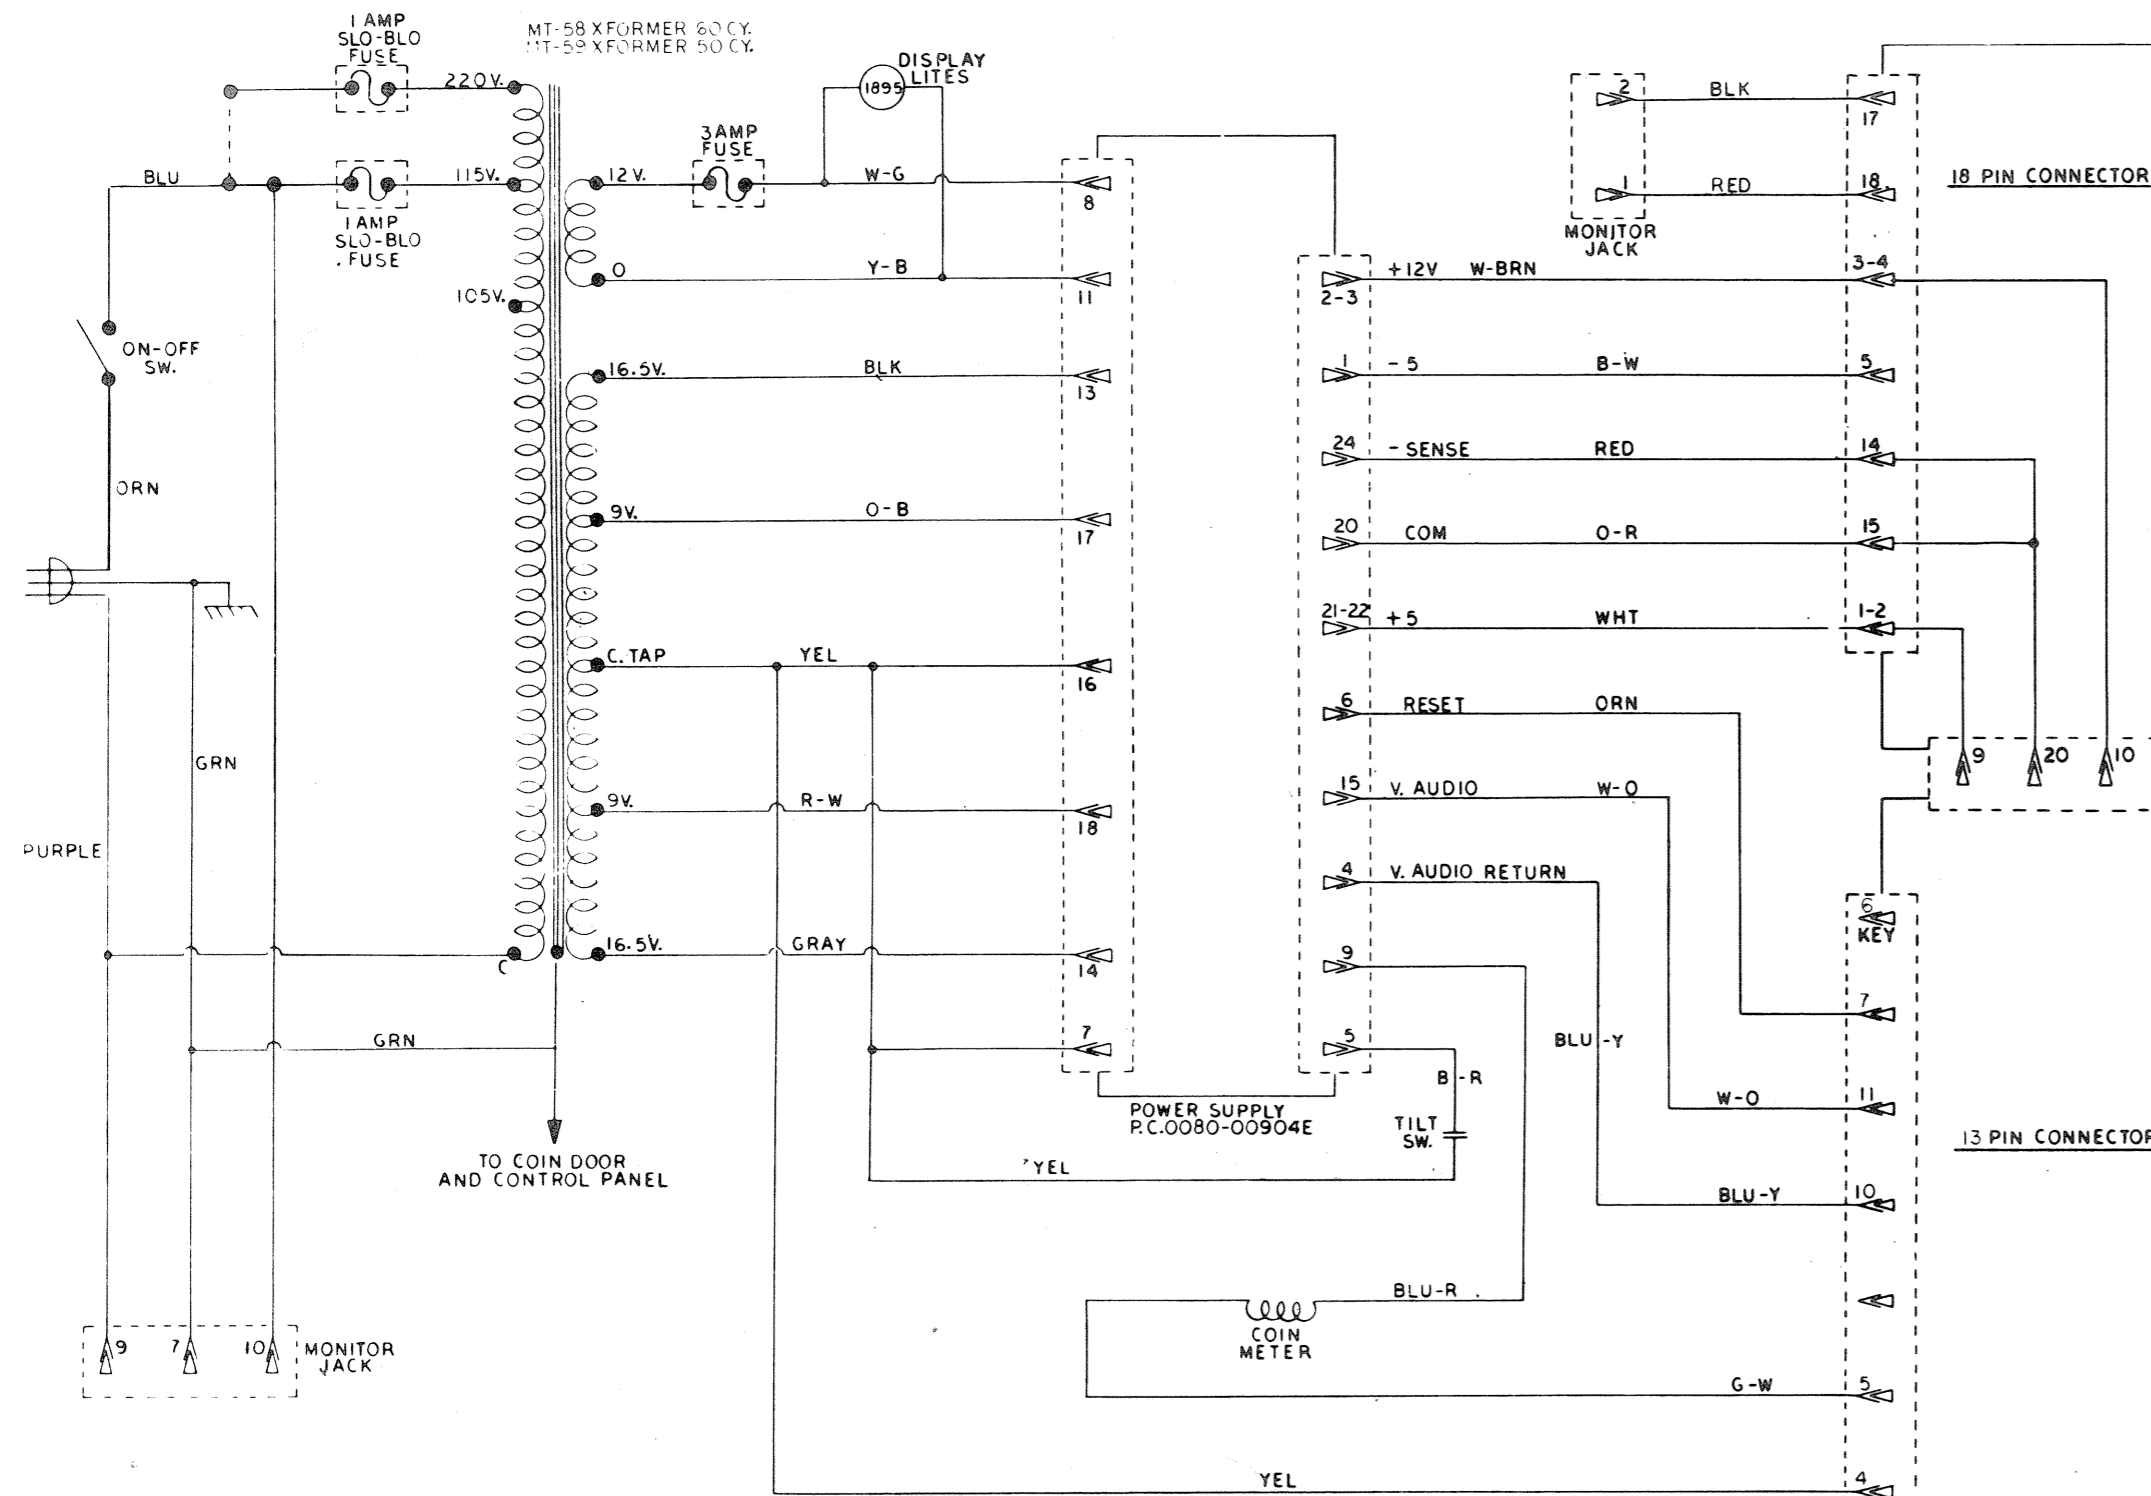 1 AMP
SLO-BLO
FUSE
MT-58 XFORMER 60 CY.
MT-59 XFORMER 50 CY.
220V.
DISPLAY
LITES
1895
3AMP
FUSE
BLU
115V.
1 AMP
SLO-BLO
FUSE
12V.
W-G
8
O
Y-B
11
105V.
ON-OFF
SW.
16.5V.
BLK
13
ORN
9V.
O-B
17
C. TAP
YEL
16
GRN
9V.
R-W
18
PURPLE
C
16.5V.
GRAY
14
GRN
7
TO COIN DOOR
AND CONTROL PANEL
9
7
10
MONITOR
JACK
2
BLK
17
1
RED
18
MONITOR
JACK
18 PIN CONNECTOR
2-3
+12V
W-BRN
3-4
1
- 5
B-W
5
24
- SENSE
RED
14
20
COM
O-R
15
21-22
+5
WHT
1-2
6
RESET
ORN
9
20
10
15
V. AUDIO
W-O
4
V. AUDIO RETURN
6
KEY
9
7
5
BLU-Y
B-R
W-O
11
POWER SUPPLY
P.C.0080-00904E
TILT
SW.
13 PIN CONNECTOR
YEL
BLU-Y
10
BLU-R
COIN
METER
G-W
5
YEL
4